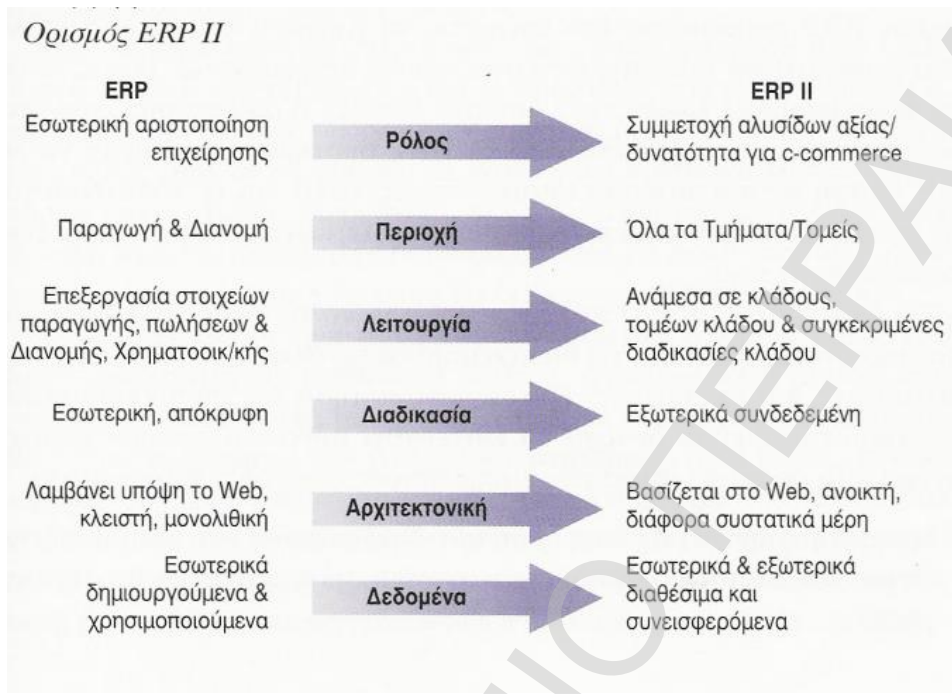 Ορισμός ERP II
ERP
ERP II
Εσωτερική αριστοποίηση
επιχείρησης
Ρόλος
Συμμετοχή αλυσίδων αξίας/
δυνατότητα για c-commerce
Παραγωγή & Διανομή
Περιοχή
Όλα τα Τμήματα/Τομείς
Επεξεργασία στοιχείων
παραγωγής, πωλήσεων &
Διανομής, Χρηματοοικ/κής
Λειτουργία
Ανάμεσα σε κλάδους,
τομέων κλάδου & συγκεκριμένες
διαδικασίες κλάδου
Εσωτερική, απόκρυφη
Διαδικασία
Εξωτερικά συνδεδεμένη
Λαμβάνει υπόψη το Web,
κλειστή, μονολιθική
Αρχιτεκτονική
Βασίζεται στο Web, ανοικτή,
διάφορα συστατικά μέρη
Εσωτερικά
δημιουργούμενα &
χρησιμοποιούμενα
Δεδομένα
Εσωτερικά & εξωτερικά
διαθέσιμα και
συνεισφερόμενα